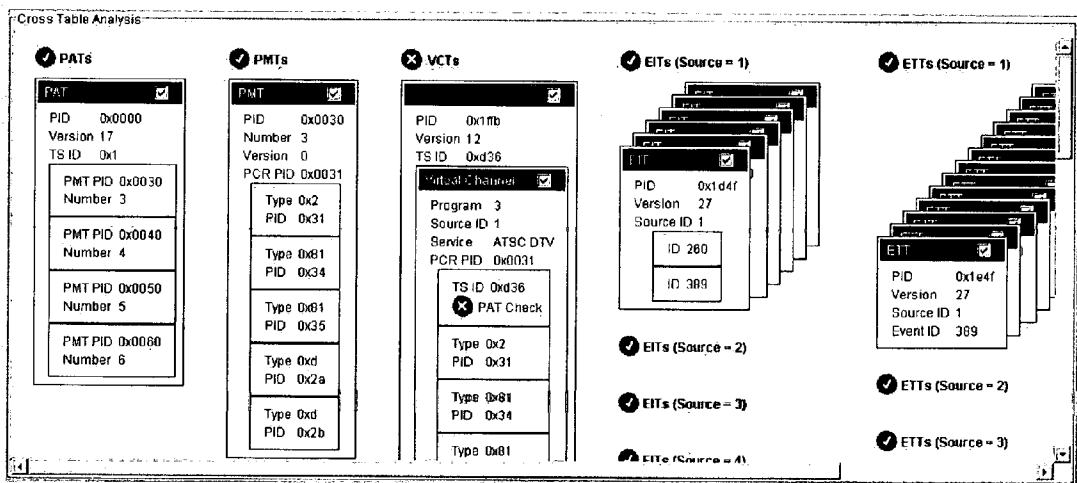 Cross Table Analysis
PATs
PAT
PID 0x0000
Version 17
TS ID 0x1
PMT PID 0x0030
Number 3
PMT PID 0x0040
Number 4
PMT PID 0x0050
Number 5
PMT PID 0x0060
Number 6
PMTs
PMT
PID 0x0030
Number 3
Version 0
PCR PID 0x0031
Type 0x2
PID 0x31
Type 0x81
PID 0x34
Type 0x81
PID 0x35
Type 0xd
PID 0x2a
Type 0xd
PID 0x2b
VCTs
PID 0x1ffb
Version 12
TS ID 0xd36
Virtual Channel
Program 3
Source ID 1
Service ATSC DTV
PCR PID 0x0031
TS ID 0xd36
PAT Check
Type 0x2
PID 0x31
Type 0x81
PID 0x34
Type 0x81
EITs (Source = 1)
PID 0x1d4f
Version 27
Source ID 1
ID 260
ID 389
EITs (Source = 2)
EITs (Source = 3)
EITs (Source = 4)
ETTs (Source = 1)
ETT
PID 0x1e4f
Version 27
Source ID 1
Event ID 389
ETTs (Source = 2)
ETTs (Source = 3)